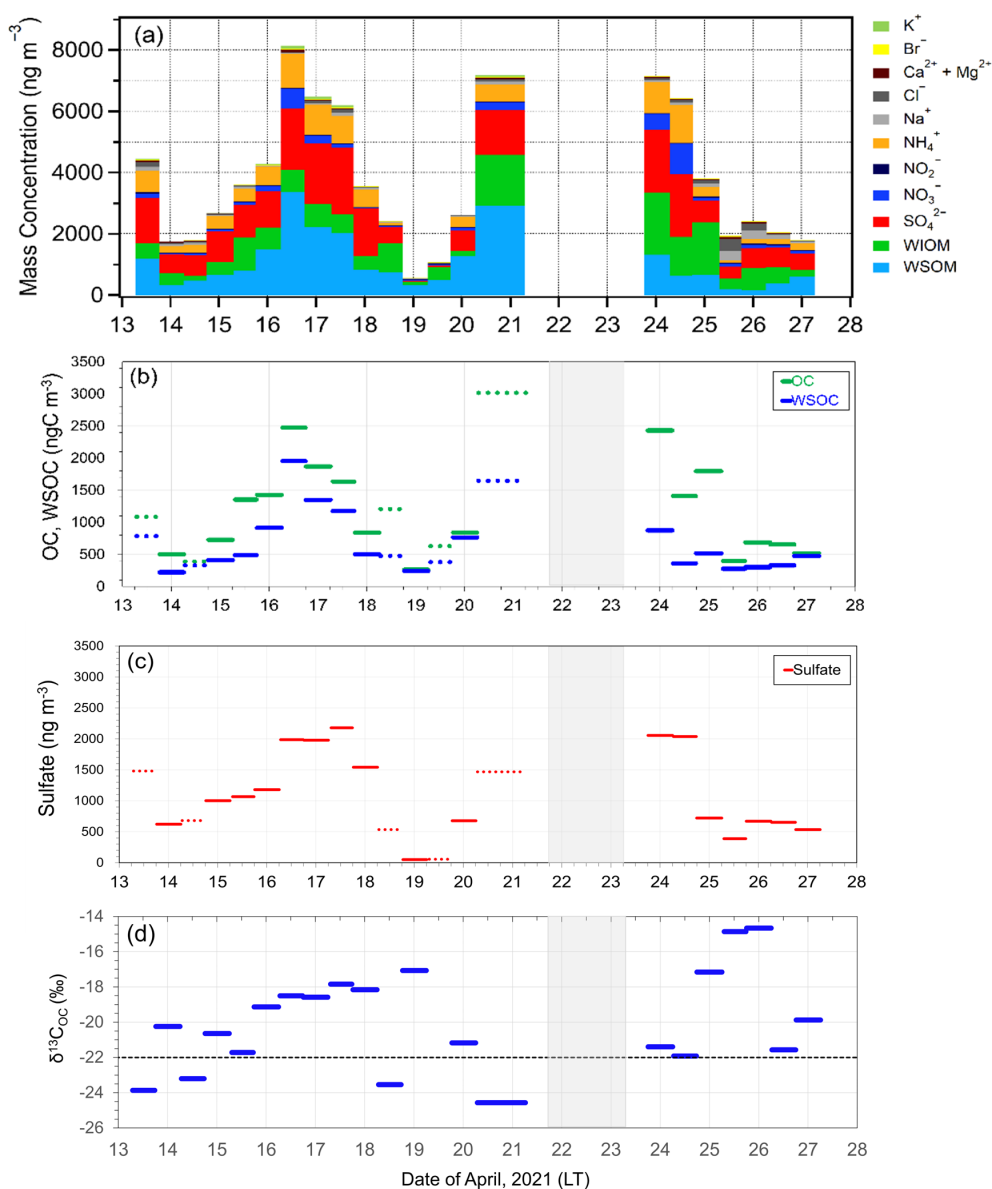 (a)
Mass Concentration (ng m⁻³)
8000
6000
4000
2000
0
13 14 15 16 17 18 19 20 21 22 23 24 25 26 27 28
K⁺
Br⁻
Ca²⁺ + Mg²⁺
Cl⁻
Na⁺
NH₄⁺
NO₂⁻
NO₃⁻
SO₄²⁻
WIOM
WSOM
(b)
OC, WSOC (ngC m⁻³)
3500
3000
2500
2000
1500
1000
500
0
OC
WSOC
13 14 15 16 17 18 19 20 21 22 23 24 25 26 27 28
(c)
Sulfate (ng m⁻³)
3500
3000
2500
2000
1500
1000
500
0
Sulfate
13 14 15 16 17 18 19 20 21 22 23 24 25 26 27 28
(d)
δ¹³C_OC (‰)
-14
-16
-18
-20
-22
-24
-26
13 14 15 16 17 18 19 20 21 22 23 24 25 26 27 28
Date of April, 2021 (LT)